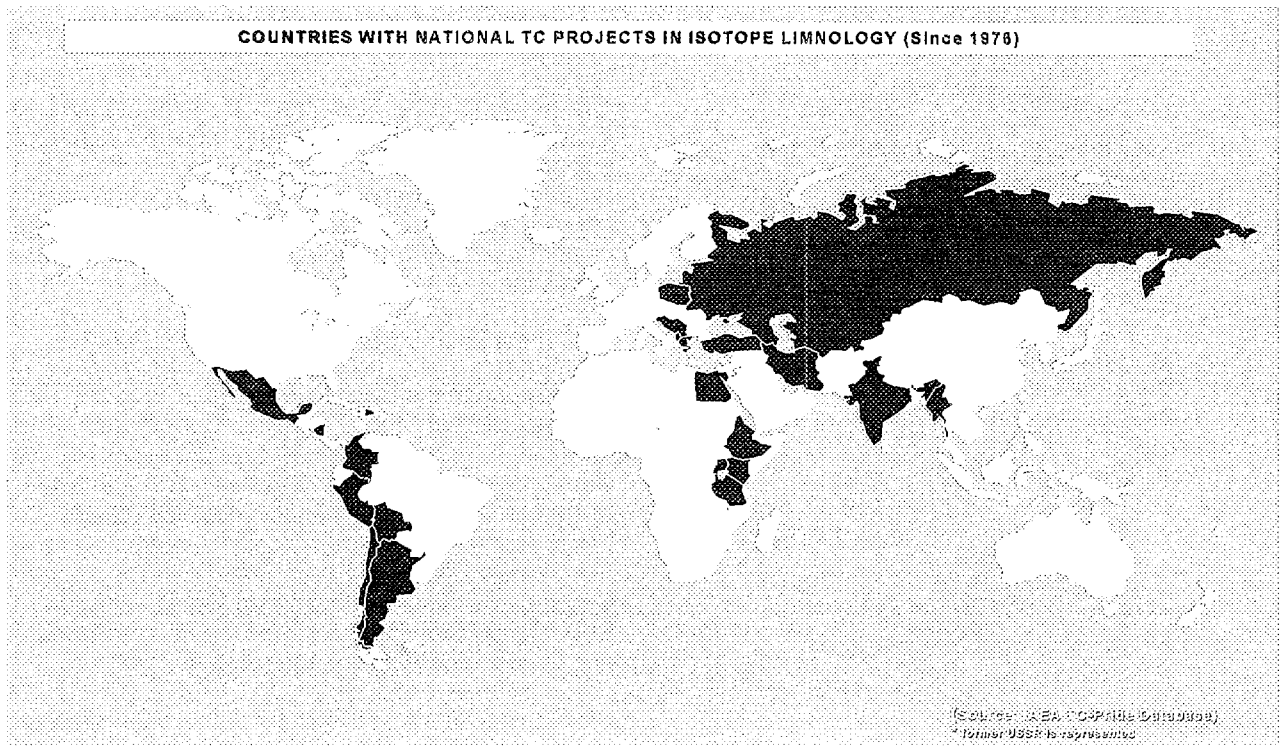 COUNTRIES WITH NATIONAL TC PROJECTS IN ISOTOPE LIMNOLOGY (Since 1976)
(Source: IAEA TC-Pride Database)
* former USSR is represented